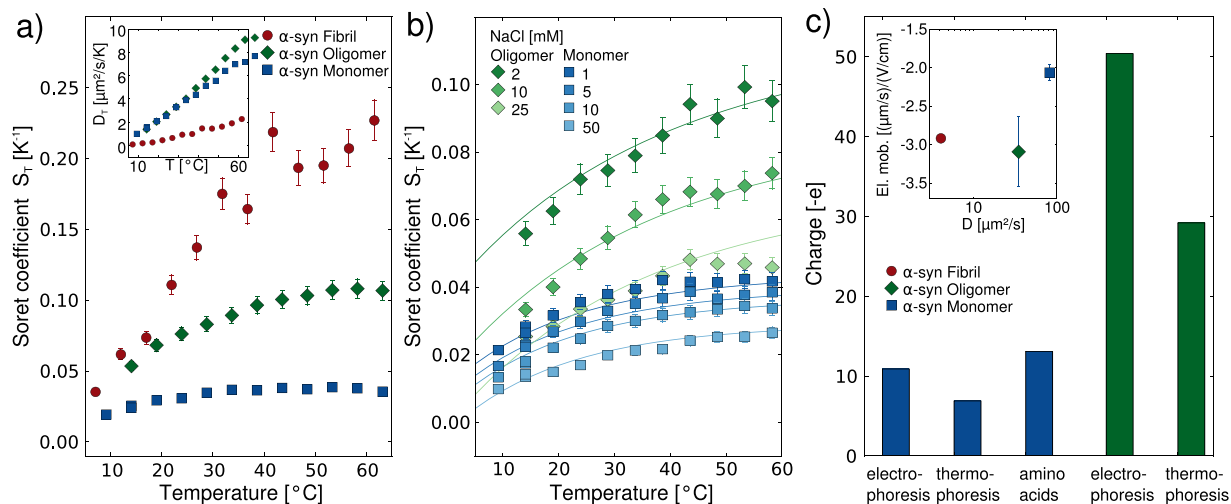 a)
α-syn Fibril
α-syn Oligomer
α-syn Monomer
D_T [μm²/s/K]
10
8
6
4
2
0
10
T [°C]
60
Soret coefficient S_T [K⁻¹]
0.25
0.20
0.15
0.10
0.05
0.00
10 20 30 40 50 60
Temperature [°C]
b)
NaCl [mM]
Oligomer Monomer
2 1
10 5
25 10
50
Soret coefficient S_T [K⁻¹]
0.10
0.08
0.06
0.04
0.02
0.00
10 20 30 40 50 60
Temperature [°C]
c)
Charge [-e]
50
40
30
20
10
0
El. mob. [(μm/s)/(V/cm)]
-1.5
-2.0
-2.5
-3.0
-3.5
10 100
D [μm²/s]
α-syn Fibril
α-syn Oligomer
α-syn Monomer
electro- thermo- amino electro- thermo-
phoresis phoresis acids phoresis phoresis